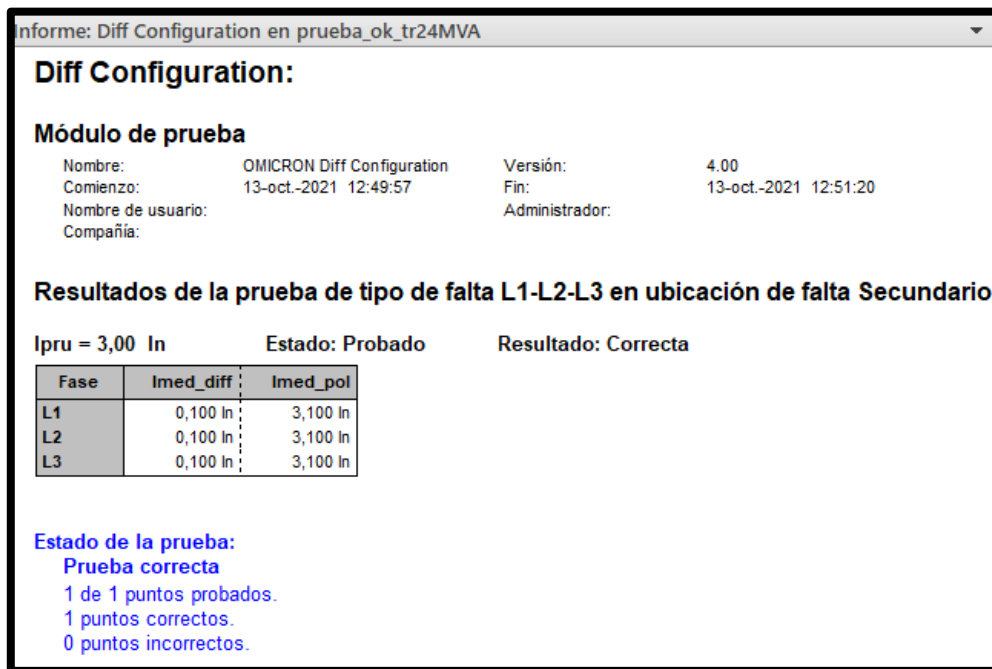 Informe: Diff Configuration en prueba_ok_tr24MVA
Diff Configuration:
Módulo de prueba
Nombre: OMICRON Diff Configuration Versión: 4.00
Comienzo: 13-oct.-2021 12:49:57 Fin: 13-oct.-2021 12:51:20
Nombre de usuario: Administrador:
Compañía:
Resultados de la prueba de tipo de falta L1-L2-L3 en ubicación de falta Secundario
Ipru = 3,00 In Estado: Probado Resultado: Correcta
Fase Imed_diff Imed_pol
L1 0,100 In 3,100 In
L2 0,100 In 3,100 In
L3 0,100 In 3,100 In
Estado de la prueba:
Prueba correcta
1 de 1 puntos probados.
1 puntos correctos.
0 puntos incorrectos.